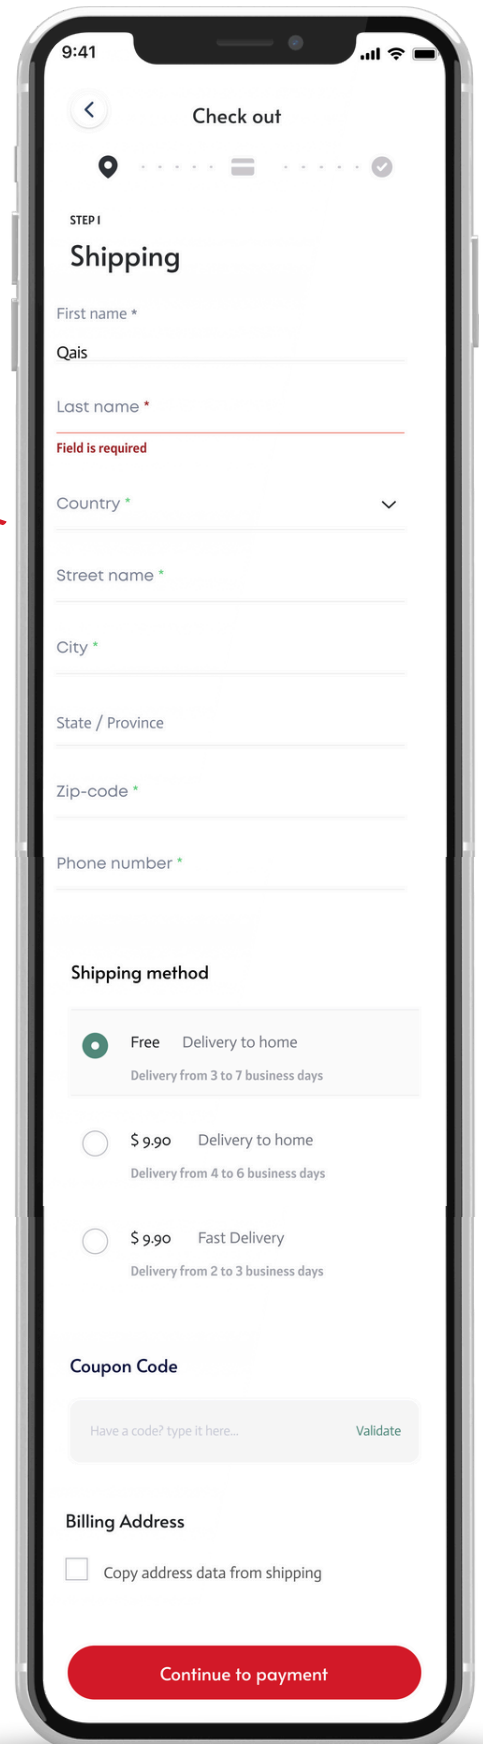 9:41
Check out
STEP 1
Shipping
First name *
Qais
Last name *
Field is required
Country *
Street name *
City *
State / Province
Zip-code *
Phone number *
Shipping method
Free Delivery to home
Delivery from 3 to 7 business days
$ 9.90 Delivery to home
Delivery from 4 to 6 business days
$ 9.90 Fast Delivery
Delivery from 2 to 3 business days
Coupon Code
Have a code? type it here... Validate
Billing Address
Copy address data from shipping
Continue to payment